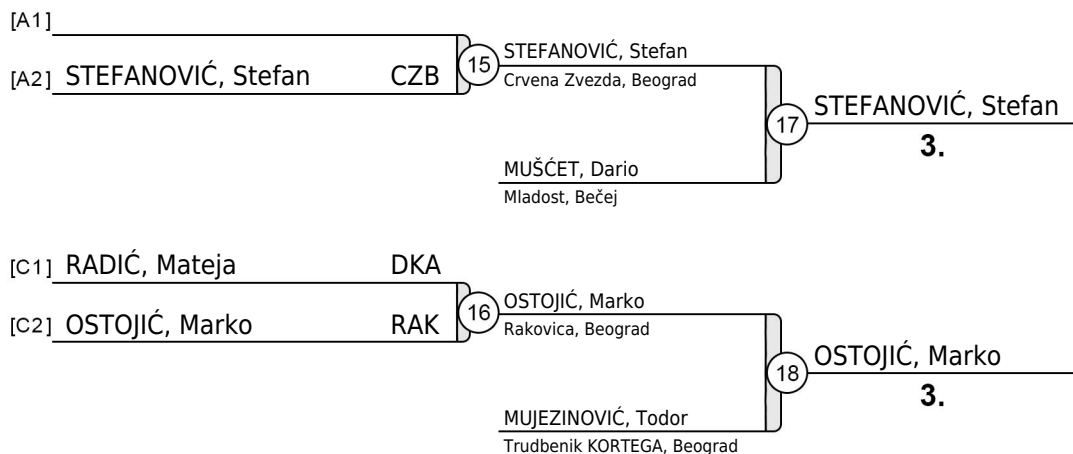 [A1]
[A2] STEFANOVIĆ, Stefan CZB
15
STEFANOVIĆ, Stefan
Crvena Zvezda, Beograd
MUŠĆET, Dario
Mladost, Bečej
17
STEFANOVIĆ, Stefan
3.
[C1] RADIĆ, Mateja DKA
[C2] OSTOJIĆ, Marko RAK
16
OSTOJIĆ, Marko
Rakovica, Beograd
MUJEZINOVIĆ, Todor
Trudbenik KORTEGA, Beograd
18
OSTOJIĆ, Marko
3.